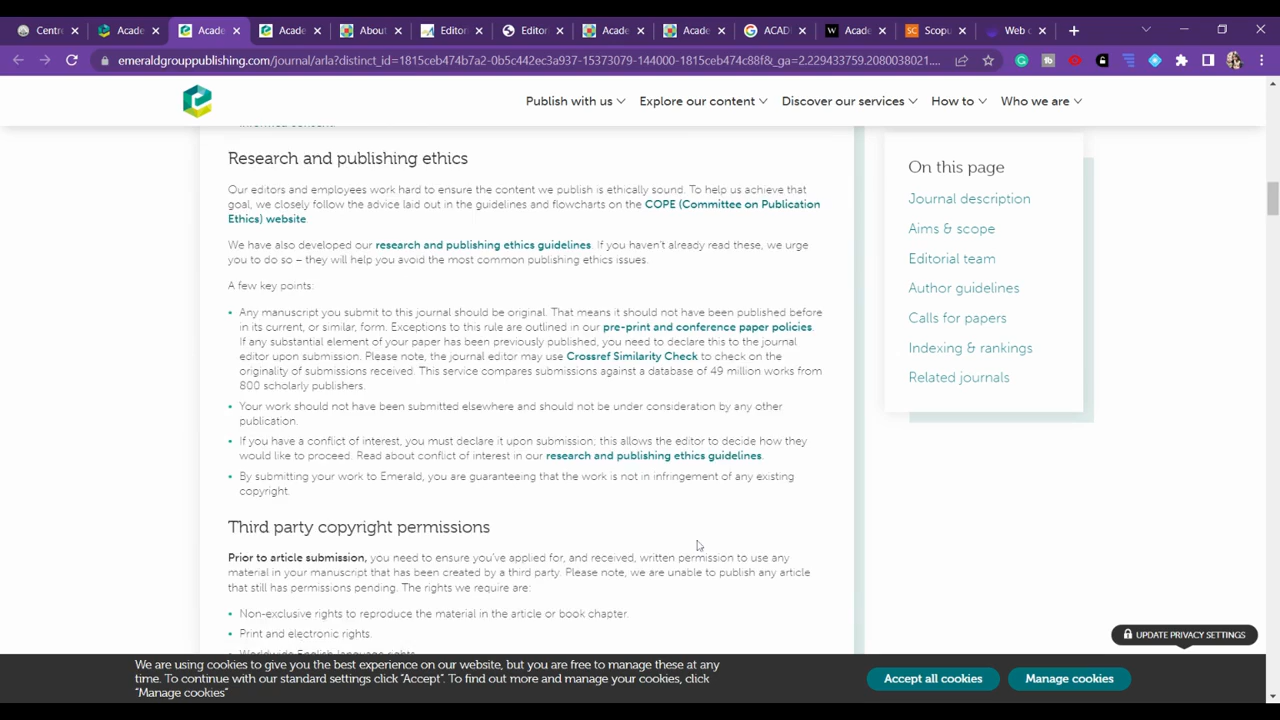 Centre
Acade
Acade
Acade
About
Editor
Editor
Acade
Acade
ACAD
Acade
Scopu
Web o
emeraldgrouppublishing.com/journal/arla?distinct_id=1815ceb474b7a2-0b5c442ec3a937-15373079-144000-1815ceb474c88f&_ga=2.229433759.2080038021....
Publish with us
Explore our content
Discover our services
How to
Who we are
informed consent.
Research and publishing ethics
Our editors and employees work hard to ensure the content we publish is ethically sound. To help us achieve that
goal, we closely follow the advice laid out in the guidelines and flowcharts on the COPE (Committee on Publication
Ethics) website
We have also developed our research and publishing ethics guidelines. If you haven't already read these, we urge
you to do so – they will help you avoid the most common publishing ethics issues.
A few key points:
• Any manuscript you submit to this journal should be original. That means it should not have been published before
in its current, or similar, form. Exceptions to this rule are outlined in our pre-print and conference paper policies.
If any substantial element of your paper has been previously published, you need to declare this to the journal
editor upon submission. Please note, the journal editor may use Crossref Similarity Check to check on the
originality of submissions received. This service compares submissions against a database of 49 million works from
800 scholarly publishers.
• Your work should not have been submitted elsewhere and should not be under consideration by any other
publication.
• If you have a conflict of interest, you must declare it upon submission; this allows the editor to decide how they
would like to proceed. Read about conflict of interest in our research and publishing ethics guidelines.
• By submitting your work to Emerald, you are guaranteeing that the work is not in infringement of any existing
copyright.
Third party copyright permissions
Prior to article submission, you need to ensure you've applied for, and received, written permission to use any
material in your manuscript that has been created by a third party. Please note, we are unable to publish any article
that still has permissions pending. The rights we require are:
• Non-exclusive rights to reproduce the material in the article or book chapter.
• Print and electronic rights.
Worldwide English-language rights.
On this page
Journal description
Aims & scope
Editorial team
Author guidelines
Calls for papers
Indexing & rankings
Related journals
UPDATE PRIVACY SETTINGS
We are using cookies to give you the best experience on our website, but you are free to manage these at any
time. To continue with our standard settings click "Accept". To find out more and manage your cookies, click
"Manage cookies"
Accept all cookies
Manage cookies